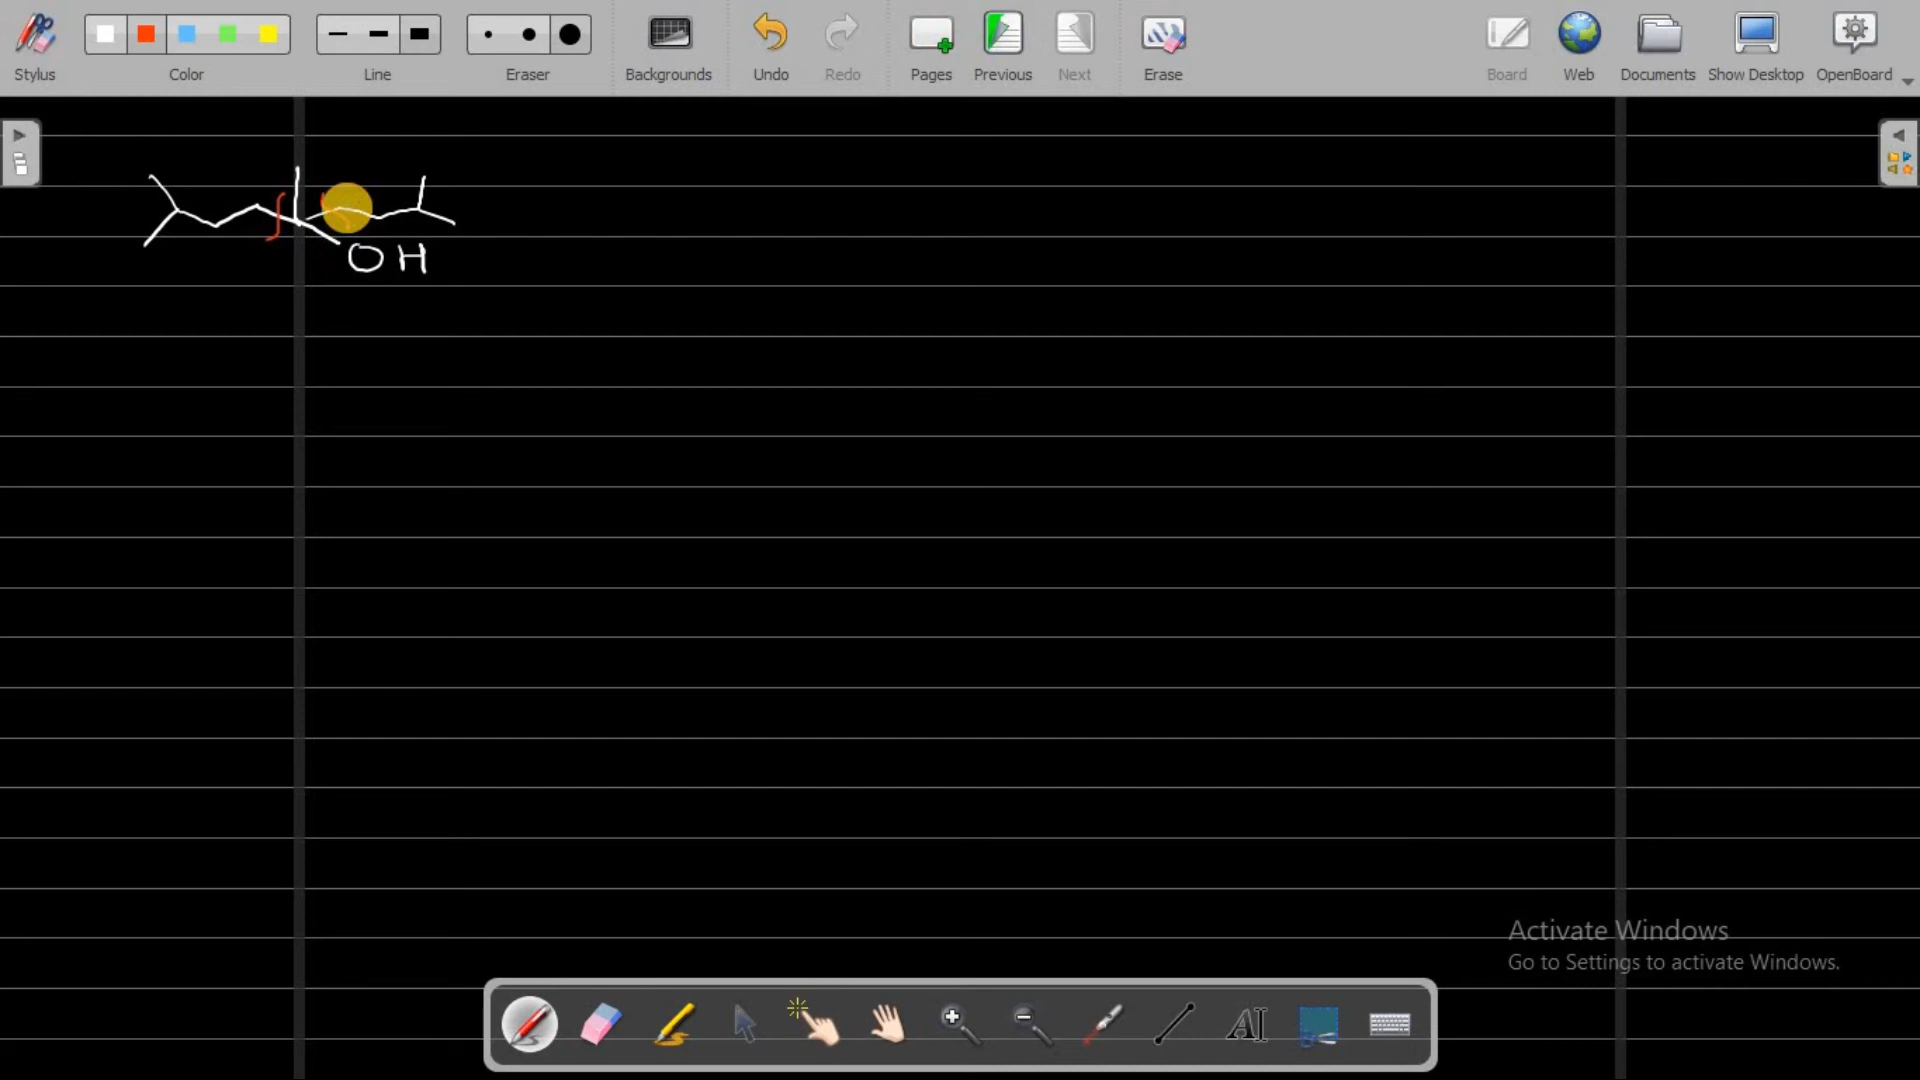 Stylus
Color
Line
Eraser
Backgrounds
Undo
Redo
Pages
Previous
Next
Erase
Board
Web
Documents
Show Desktop
OpenBoard
OH
Activate Windows
Go to Settings to activate Windows.
AI